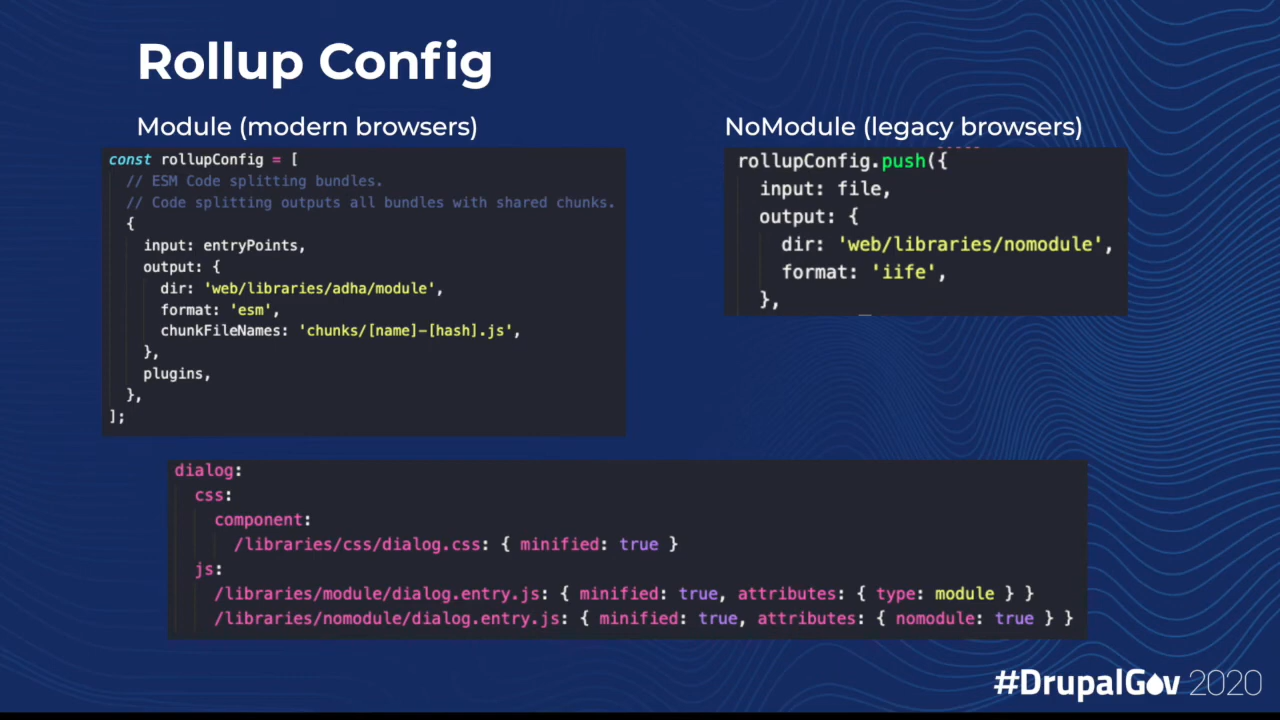 Rollup Config
Module (modern browsers)
const rollupConfig = [
  // ESM Code splitting bundles.
  // Code splitting outputs all bundles with shared chunks.
  {
    input: entryPoints,
    output: {
      dir: 'web/libraries/adha/module',
      format: 'esm',
      chunkFileNames: 'chunks/[name]-[hash].js',
    },
    plugins,
  },
];
NoModule (legacy browsers)
rollupConfig.push({
  input: file,
  output: {
    dir: 'web/libraries/nomodule',
    format: 'iife',
  },
dialog:
  css:
    component:
      /libraries/css/dialog.css: { minified: true }
  js:
    /libraries/module/dialog.entry.js: { minified: true, attributes: { type: module } }
    /libraries/nomodule/dialog.entry.js: { minified: true, attributes: { nomodule: true } }
#DrupalGov 2020